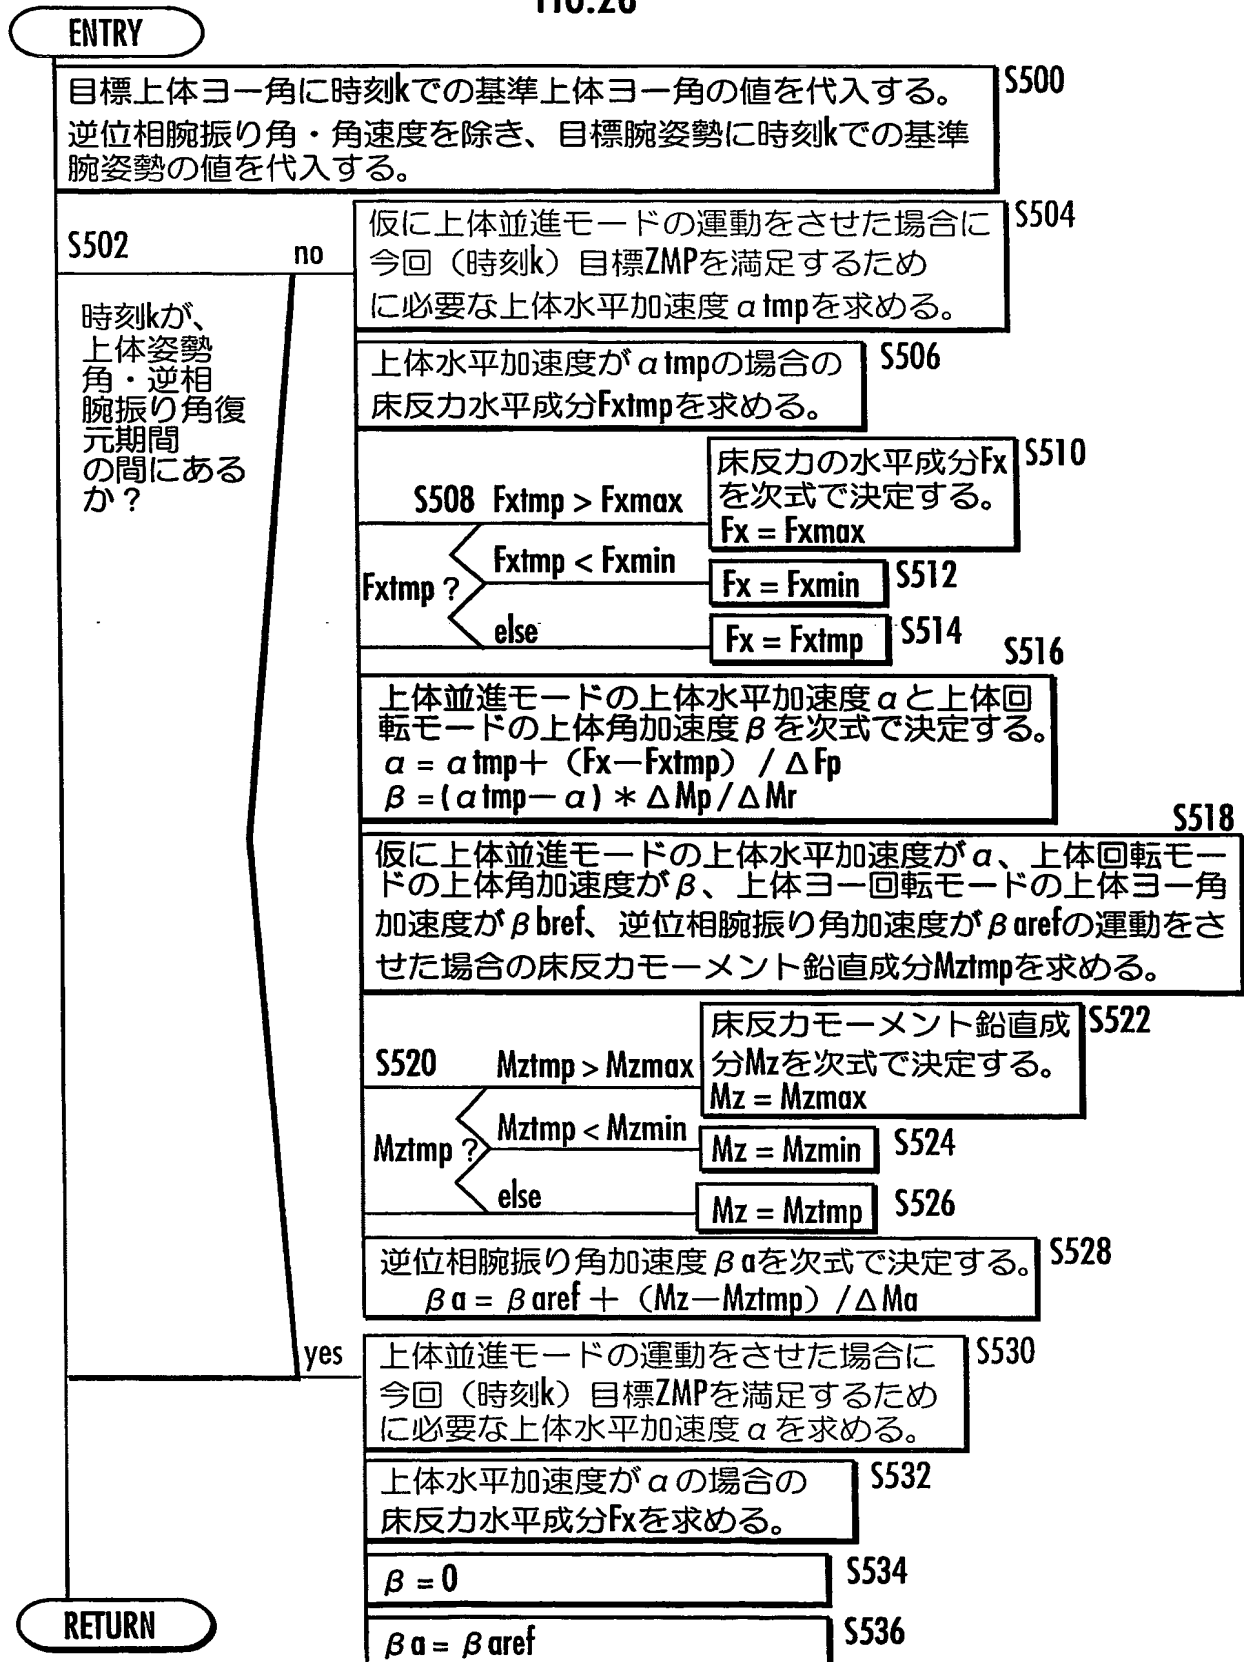 FIG.28
ENTRY
目標上体ヨー角に時刻kでの基準上体ヨー角の値を代入する。
逆位相腕振り角・角速度を除き、目標腕姿勢に時刻kでの基準
腕姿勢の値を代入する。
S500
S502
no
時刻kが、
上体姿勢
角・逆相
腕振り角復
元期間
の間にある
か？
仮に上体並進モードの運動をさせた場合に
今回（時刻k）目標ZMPを満足するため
に必要な上体水平加速度αtmpを求める。
S504
上体水平加速度がαtmpの場合の
床反力水平成分Fxtmpを求める。
S506
S508 Fxtmp > Fxmax
床反力の水平成分Fx
を次式で決定する。
Fx = Fxmax
S510
Fxtmp ?
Fxtmp < Fxmin
Fx = Fxmin
S512
else
Fx = Fxtmp
S514
S516
上体並進モードの上体水平加速度αと上体回
転モードの上体角加速度βを次式で決定する。
α = αtmp＋（Fx－Fxtmp）/ΔFp
β =(αtmp－α) * ΔMp/ΔMr
S518
仮に上体並進モードの上体水平加速度がα、上体回転モー
ドの上体角加速度がβ、上体ヨー回転モードの上体ヨー角
加速度がβbref、逆位相腕振り角加速度がβarefの運動をさ
せた場合の床反力モーメント鉛直成分Mztmpを求める。
S520
Mztmp > Mzmax
床反力モーメント鉛直成
分Mzを次式で決定する。
Mz = Mzmax
S522
Mztmp ?
Mztmp < Mzmin
Mz = Mzmin
S524
else
Mz = Mztmp
S526
逆位相腕振り角加速度βaを次式で決定する。
βa = βaref＋（Mz－Mztmp）/ΔMa
S528
yes
上体並進モードの運動をさせた場合に
今回（時刻k）目標ZMPを満足するため
に必要な上体水平加速度αを求める。
S530
上体水平加速度がαの場合の
床反力水平成分Fxを求める。
S532
β = 0
S534
βa = βaref
S536
RETURN